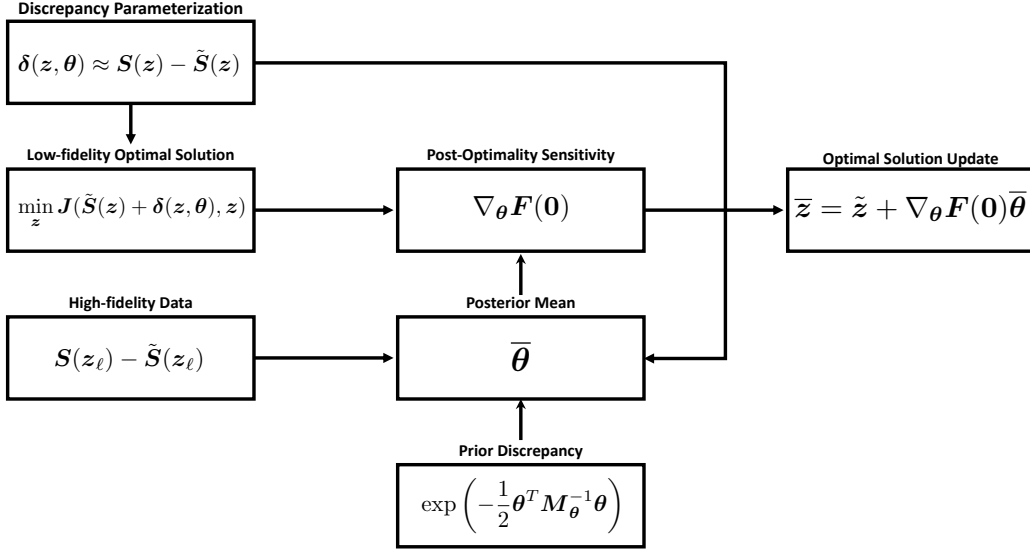 Discrepancy Parameterization
δ(z, θ) ≈ S(z) − S̃(z)
Low-fidelity Optimal Solution
min_z J(S̃(z) + δ(z, θ), z)
Post-Optimality Sensitivity
∇_θ F(0)
Optimal Solution Update
z̅ = z̃ + ∇_θ F(0)θ̅
High-fidelity Data
S(z_ℓ) − S̃(z_ℓ)
Posterior Mean
θ̅
Prior Discrepancy
exp(−1/2 θ^T M_θ^{−1} θ)